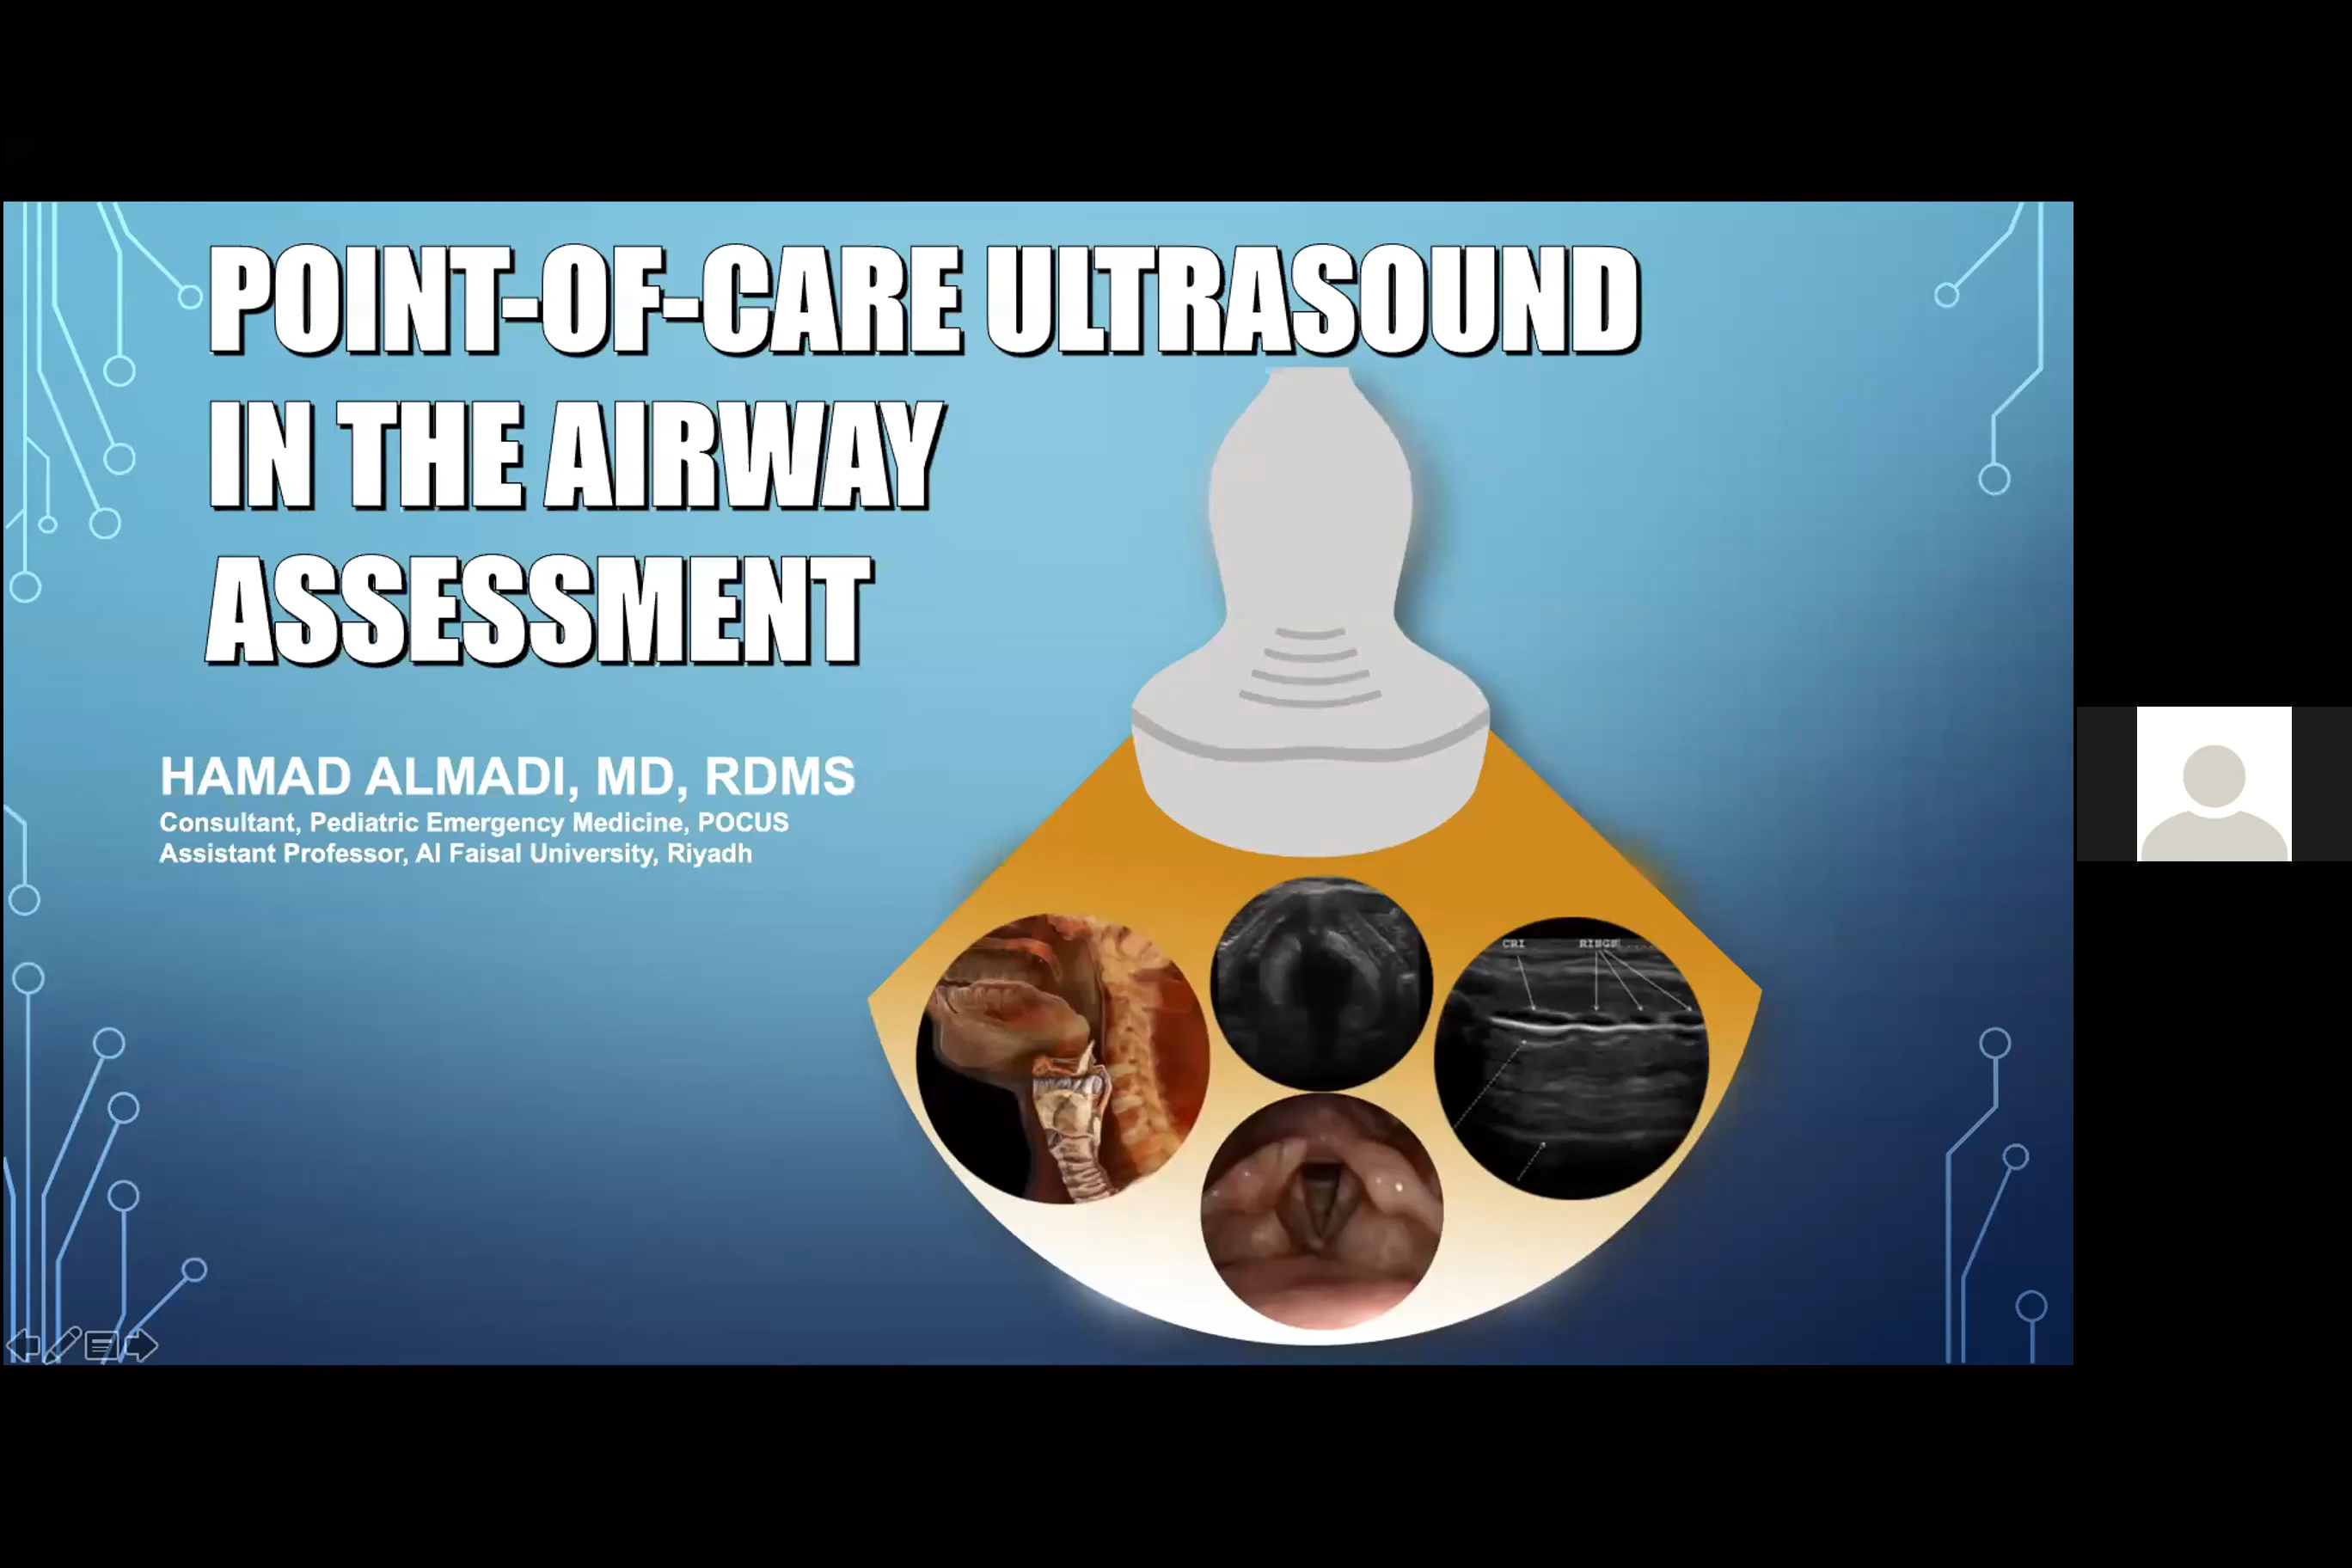 POINT-OF-CARE ULTRASOUND
IN THE AIRWAY
ASSESSMENT
HAMAD ALMADI, MD, RDMS
Consultant, Pediatric Emergency Medicine, POCUS
Assistant Professor, Al Faisal University, Riyadh
CRI RINGS